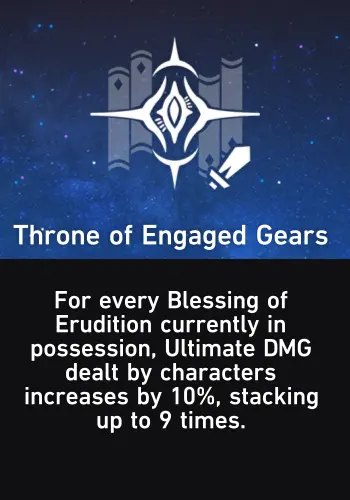 Throne of Engaged Gears
For every Blessing of
Erudition currently in
possession, Ultimate DMG
dealt by characters
increases by 10%, stacking
up to 9 times.